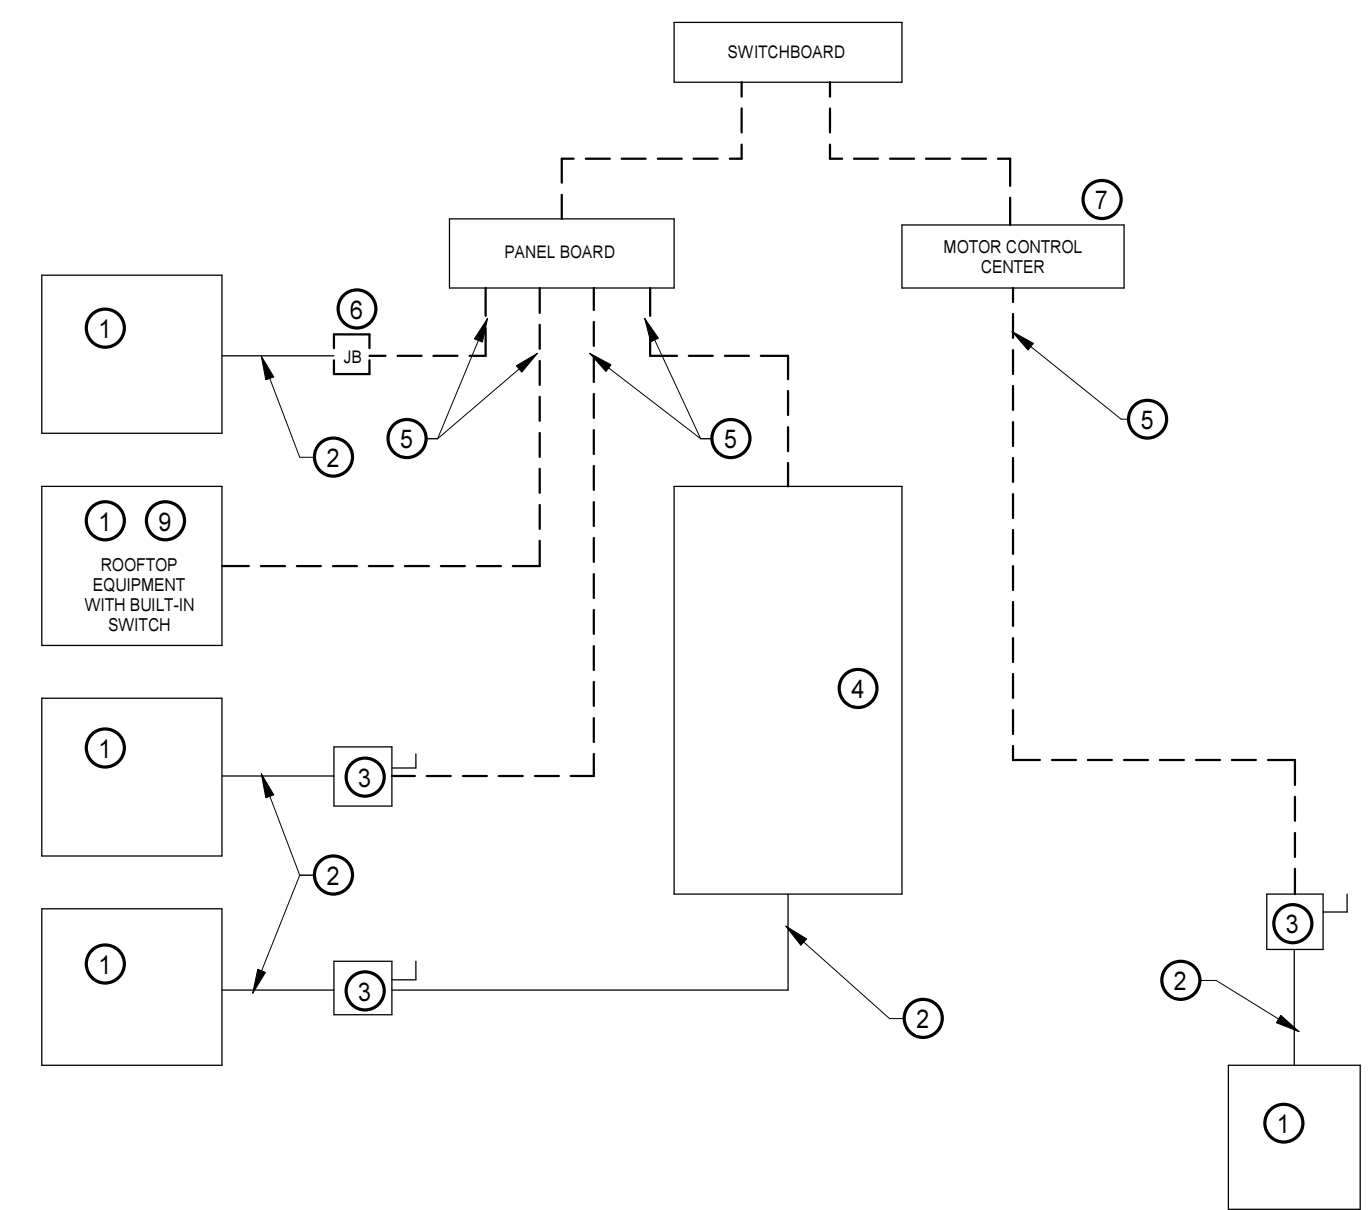 SWITCHBOARD
7
PANEL BOARD
MOTOR CONTROL
CENTER
1
6
JB
5
5
5
2
1 9
ROOFTOP
EQUIPMENT
WITH BUILT-IN
SWITCH
4
1
3
2
3
1
3
2
2
1